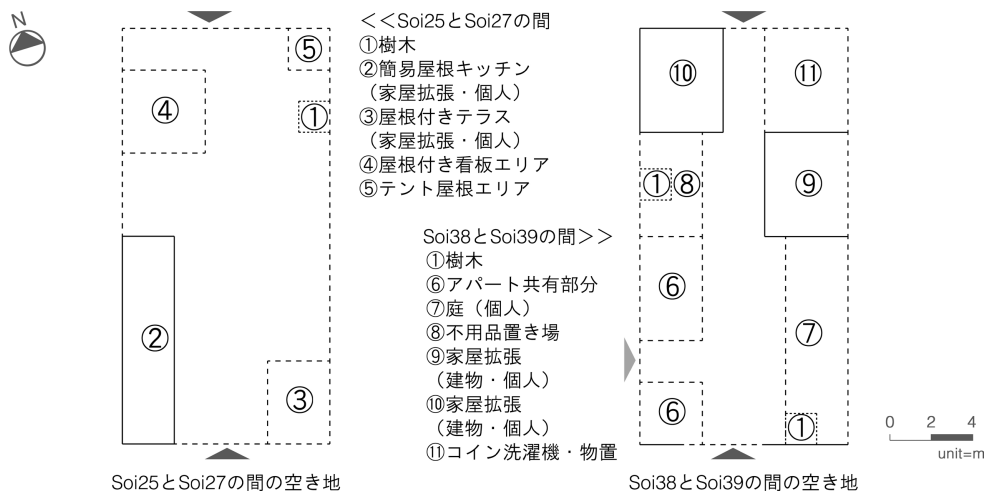 N
<<Soi25とSoi27の間
①樹木
②簡易屋根キッチン
（家屋拡張・個人）
③屋根付きテラス
（家屋拡張・個人）
④屋根付き看板エリア
⑤テント屋根エリア
⑤
④
①
②
③
Soi25とSoi27の間の空き地
Soi38とSoi39の間>>
①樹木
⑥アパート共有部分
⑦庭（個人）
⑧不用品置き場
⑨家屋拡張
（建物・個人）
⑩家屋拡張
（建物・個人）
⑪コイン洗濯機・物置
⑩
⑪
①⑧
⑨
⑥
⑦
⑥
①
Soi38とSoi39の間の空き地
0 2 4
unit=m